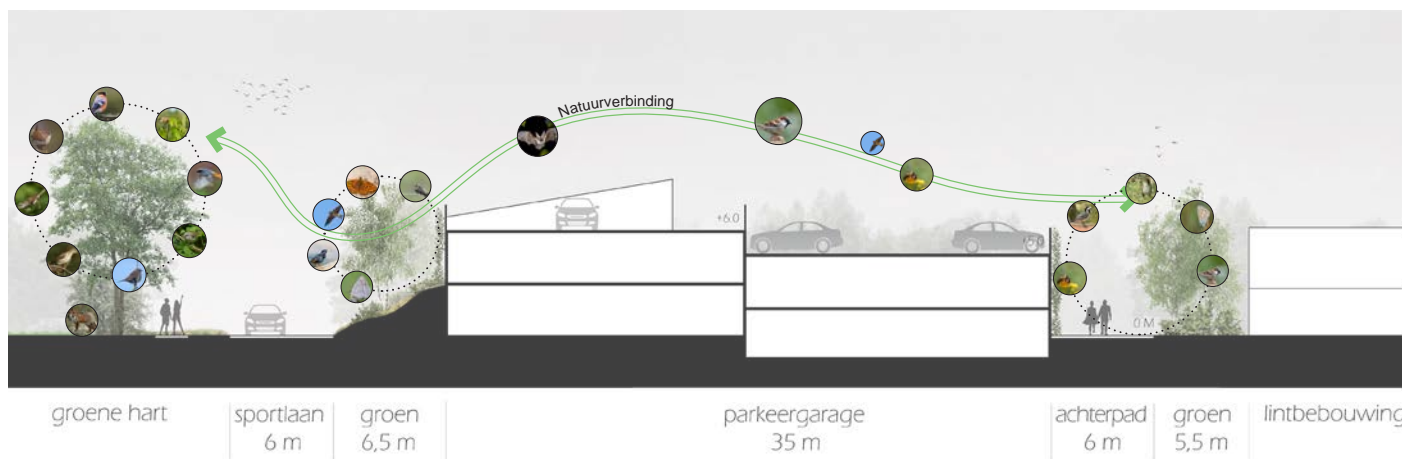 Natuurverbinding
+6.0
0 M
groene hart
sportlaan
6 m
groen
6,5 m
parkeergarage
35 m
achterpad
6 m
groen
5,5 m
lintbebouwing